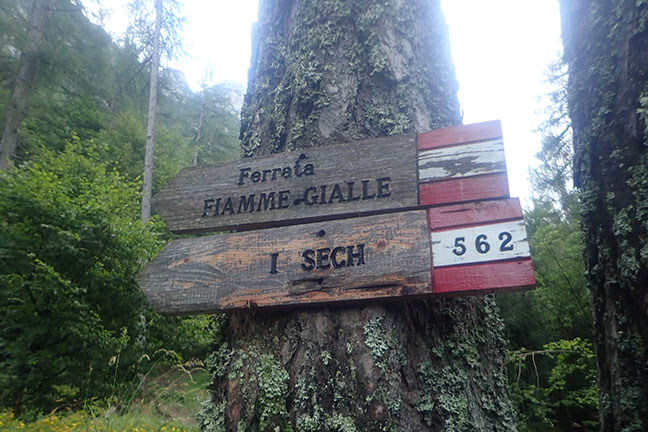 Ferrata
FIAMME-GIALLE
I SECH
562